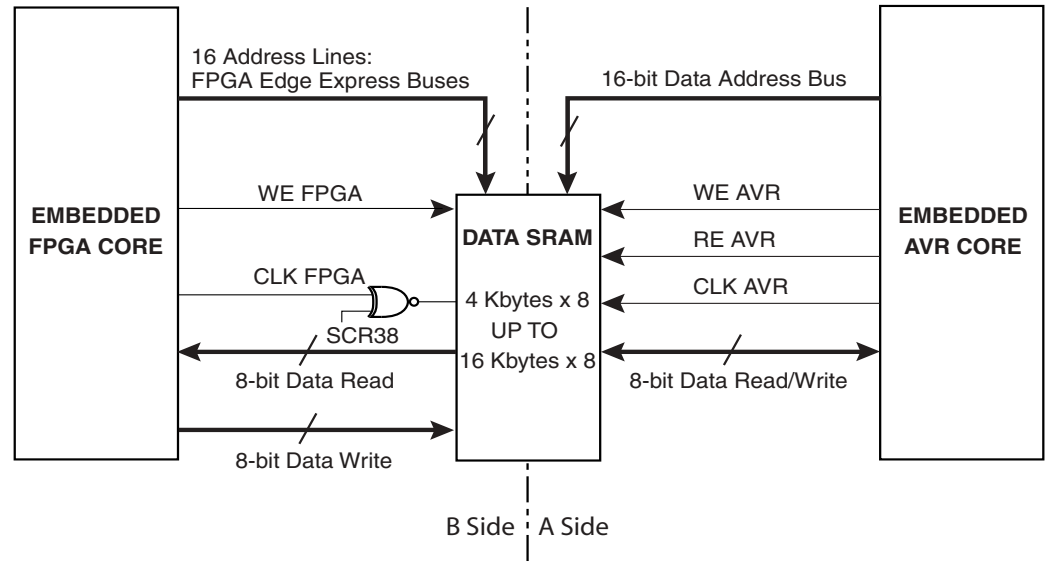 16 Address Lines:
FPGA Edge Express Buses
16-bit Data Address Bus
EMBEDDED
FPGA CORE
WE FPGA
CLK FPGA
SCR38
8-bit Data Read
8-bit Data Write
DATA SRAM
4 Kbytes x 8
UP TO
16 Kbytes x 8
WE AVR
RE AVR
CLK AVR
8-bit Data Read/Write
EMBEDDED
AVR CORE
B Side
A Side